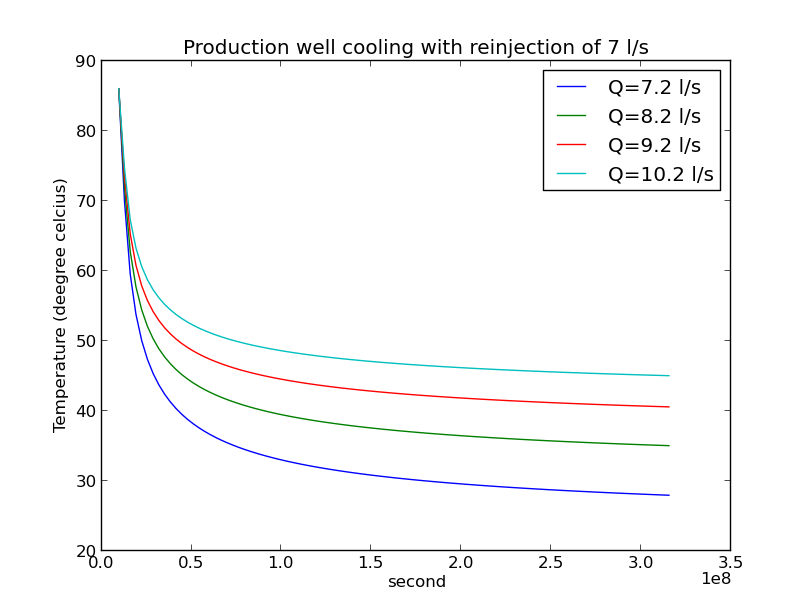 Production well cooling with reinjection of 7 l/s
90
80
70
60
50
40
30
20
Temperature (deegree celcius)
Q=7.2 l/s
Q=8.2 l/s
Q=9.2 l/s
Q=10.2 l/s
0.0 0.5 1.0 1.5 2.0 2.5 3.0 3.5
1e8
second